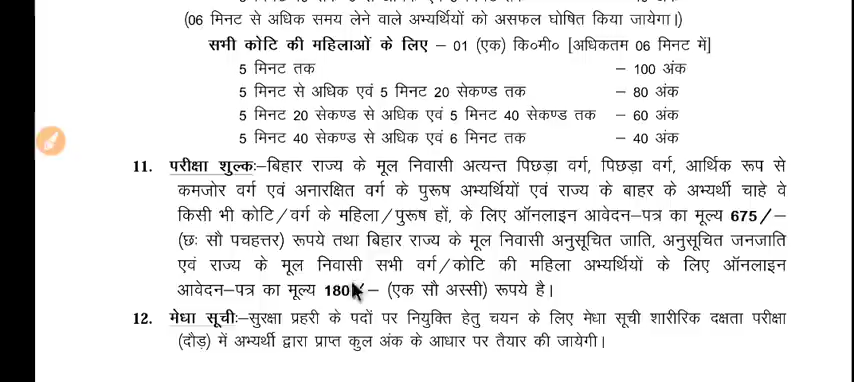 (06 मिनट से अधिक समय लेने वाले अभ्यर्थियों को असफल घोषित किया जायेगा।)
सभी कोटि की महिलाओं के लिए – 01 (एक) कि०मी० [अधिकतम 06 मिनट में]
5 मिनट तक – 100 अंक
5 मिनट से अधिक एवं 5 मिनट 20 सेकण्ड तक – 80 अंक
5 मिनट 20 सेकण्ड से अधिक एवं 5 मिनट 40 सेकण्ड तक – 60 अंक
5 मिनट 40 सेकण्ड से अधिक एवं 6 मिनट तक – 40 अंक
11. परीक्षा शुल्कः–बिहार राज्य के मूल निवासी अत्यन्त पिछड़ा वर्ग, पिछड़ा वर्ग, आर्थिक रूप से
कमजोर वर्ग एवं अनारक्षित वर्ग के पुरूष अभ्यर्थियों एवं राज्य के बाहर के अभ्यर्थी चाहे वे
किसी भी कोटि/वर्ग के महिला/पुरूष हों, के लिए ऑनलाइन आवेदन–पत्र का मूल्य 675/–
(छः सौ पचहत्तर) रूपये तथा बिहार राज्य के मूल निवासी अनुसूचित जाति, अनुसूचित जनजाति
एवं राज्य के मूल निवासी सभी वर्ग/कोटि की महिला अभ्यर्थियों के लिए ऑनलाइन
आवेदन–पत्र का मूल्य 180/– (एक सौ अस्सी) रूपये है।
12. मेधा सूचीः–सुरक्षा प्रहरी के पदों पर नियुक्ति हेतु चयन के लिए मेधा सूची शारीरिक दक्षता परीक्षा
(दौड़) में अभ्यर्थी द्वारा प्राप्त कुल अंक के आधार पर तैयार की जायेगी।